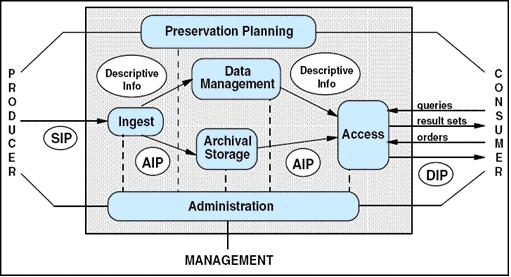 Preservation Planning
PRODUCER
CONSUMER
Descriptive
Info
Data
Management
Descriptive
Info
SIP
Ingest
Access
queries
result sets
orders
AIP
Archival
Storage
AIP
DIP
Administration
MANAGEMENT